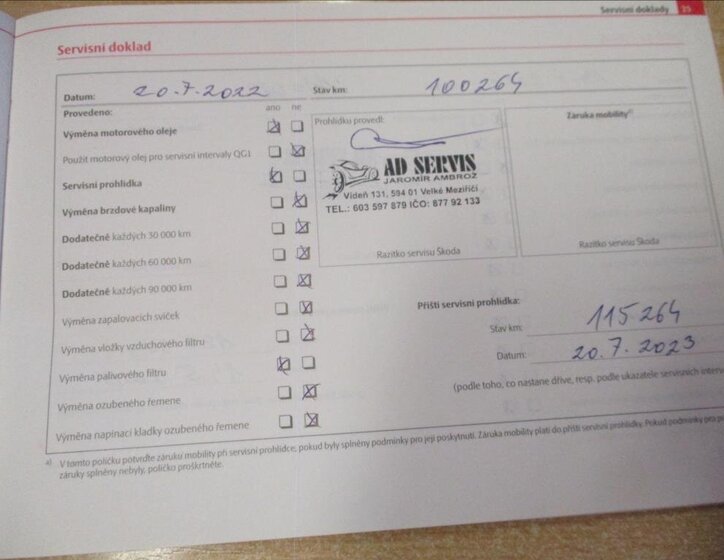 Servisní doklady 25
Servisní doklad
Datum: 20.7.2022 Stav km: 100264
Provedeno: ano ne
Výměna motorového oleje
Použit motorový olej pro servisní intervaly QG1
Servisní prohlídka
Výměna brzdové kapaliny
Dodatečně každých 30 000 km
Dodatečně každých 60 000 km
Dodatečně každých 90 000 km
Výměna zapalovacích svíček
Výměna vložky vzduchového filtru
Výměna palivového filtru
Výměna ozubeného řemene
Výměna napínací kladky ozubeného řemene
Prohlídku provedl:
AD SERVIS
JAROMÍR AMBROŽ
Vídeň 131, 594 01 Velké Meziříčí
TEL.: 603 597 879 IČO: 877 92 133
Razítko servisu Škoda
Záruka mobility a)
Razítko servisu Škoda
Příští servisní prohlídka:
Stav km: 115264
Datum: 20.7.2023
(podle toho, co nastane dříve, resp. podle ukazatele servisních
a) V tomto políčku potvrďte záruku mobility při servisní prohlídce, pokud byly splněny podmínky pro její poskytnutí. Záruka mobility platí do příští servisní prohlídky. Pokud podmínky pro
záruky splněny nebyly, políčko proškrtněte.